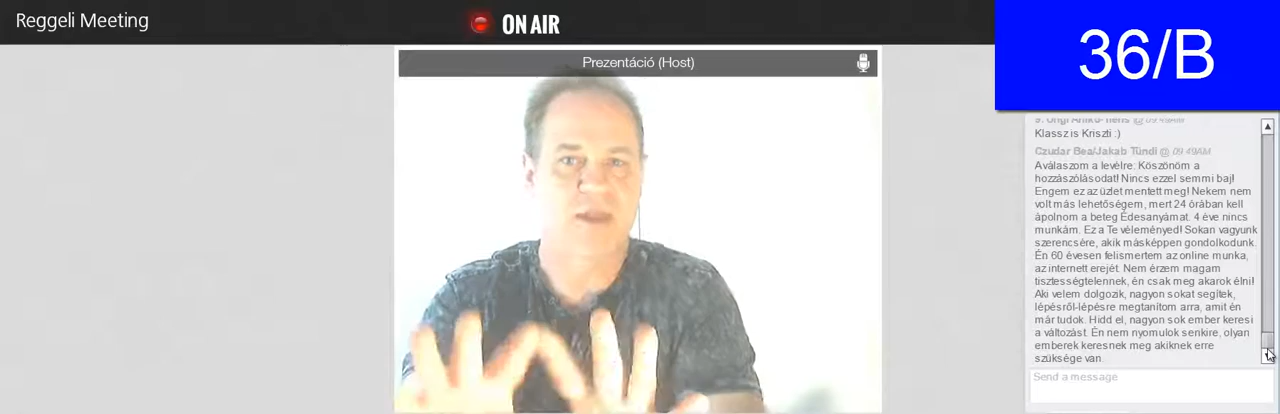 Reggeli Meeting
ON AIR
36/B
Prezentáció (Host)
@ 09:49AM
Klassz is Kriszti :)
Czudar Bea/Jakab Tündi @ 09:49AM
Aválaszom a levèlre: Köszönöm a
hozzászólásodat! Nincs ezzel semmi baj!
Engem ez az üzlet mentett meg! Nekem nem
volt más lehetőségem, mert 24 órában kell
ápolnom a beteg Édesanyámat. 4 éve nincs
munkám. Ez a Te véleményed! Sokan vagyunk
szerencsére, akik másképpen gondolkodunk.
Én 60 évesen felismertem az online munka,
az internett erejét. Nem érzem magam
tisztességtelennek, én csak meg akarok élni!
Aki velem dolgozik, nagyon sokat segítek,
lépésről-lépésre megtanítom arra, amit én
már tudok. Hidd el, nagyon sok ember keresi
a változást. Én nem nyomulok senkire, olyan
emberek keresnek meg akiknek erre
szüksége van.
Send a message